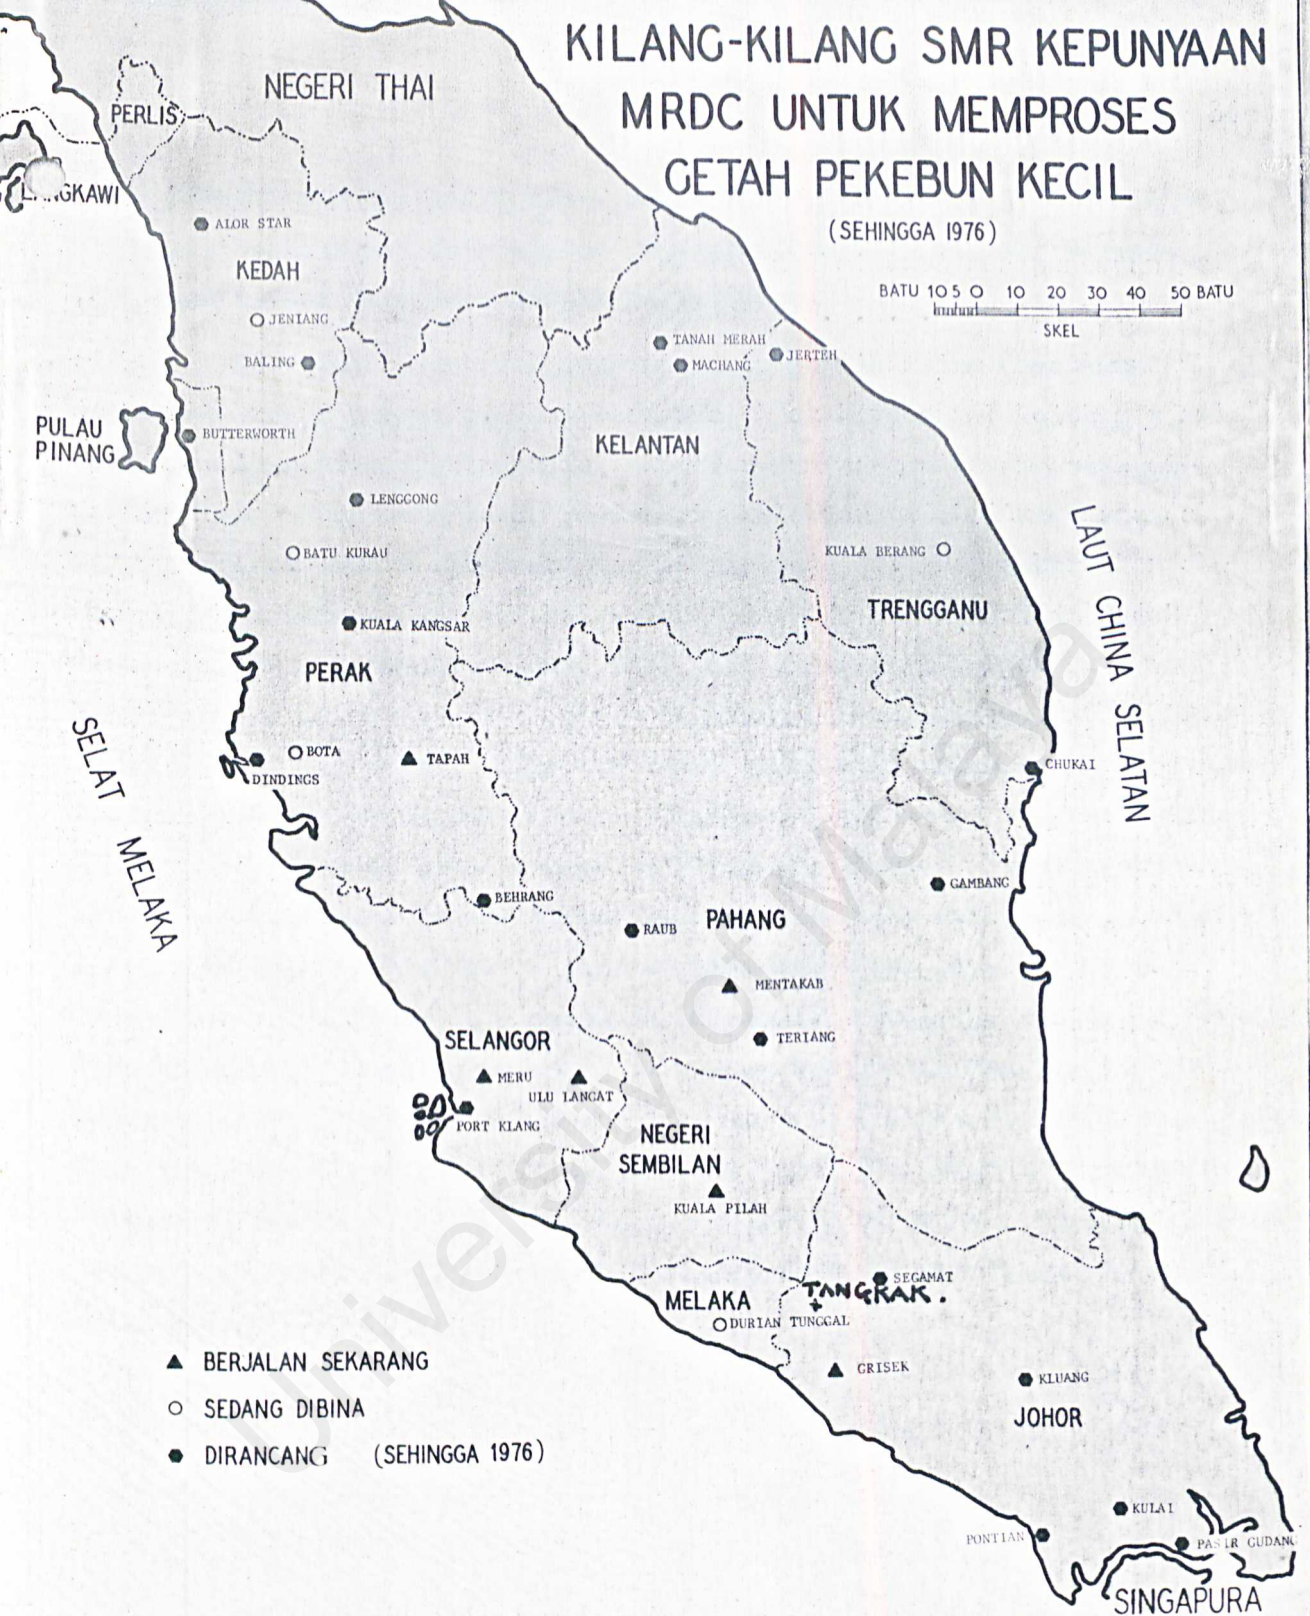 KILANG-KILANG SMR KEPUNYAAN
MRDC UNTUK MEMPROSES
GETAH PEKEBUN KECIL
(SEHINGGA 1976)
BATU 10 5 0 10 20 30 40 50 BATU
SKEL
NEGERI THAI
PERLIS
ALOR STAR
KEDAH
JENIANG
BALING
TANAH MERAH
JERTEH
MACHANG
PULAU
PINANG
BUTTERWORTH
KELANTAN
LENGGONG
BATU KURAU
KUALA BERANG
LAUT CHINA SELATAN
TRENGGANU
KUALA KANGSAR
PERAK
SELAT MELAKA
BOTA
TAPAH
DINDINGS
CHUKAI
GAMBANG
BEHRANG
RAUB
PAHANG
MENTAKAB
TERIANG
SELANGOR
MERU
ULU LANGAT
PORT KLANG
NEGERI
SEMBILAN
KUALA PILAH
SEGAMAT
TANGKAK.
MELAKA
DURIAN TUNGGAL
GRISEK
KLUANG
JOHOR
BERJALAN SEKARANG
SEDANG DIBINA
DIRANCANG (SEHINGGA 1976)
KULAI
PONTIAN
PASIR GUDANG
SINGAPURA
University of Malaya